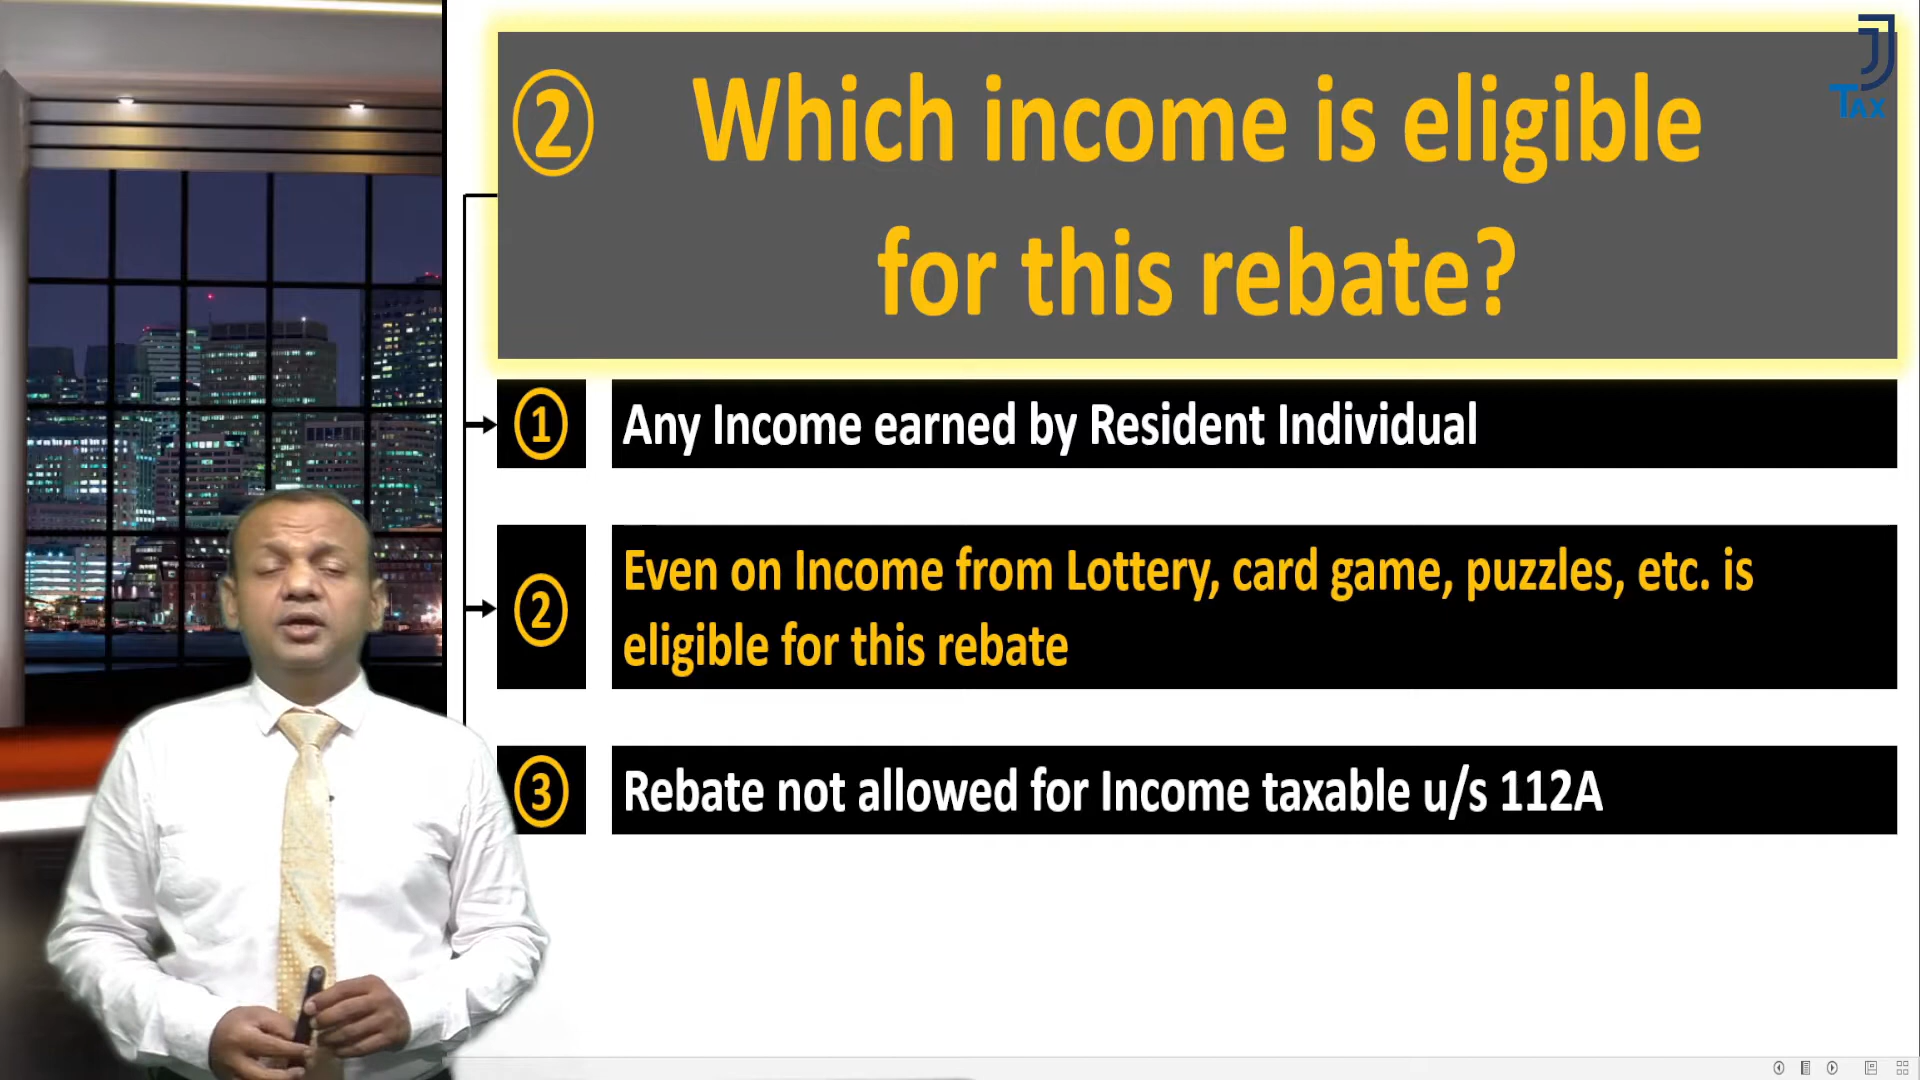 JJ
TAX
② Which income is eligible
for this rebate?
① Any Income earned by Resident Individual
② Even on Income from Lottery, card game, puzzles, etc. is
eligible for this rebate
③ Rebate not allowed for Income taxable u/s 112A